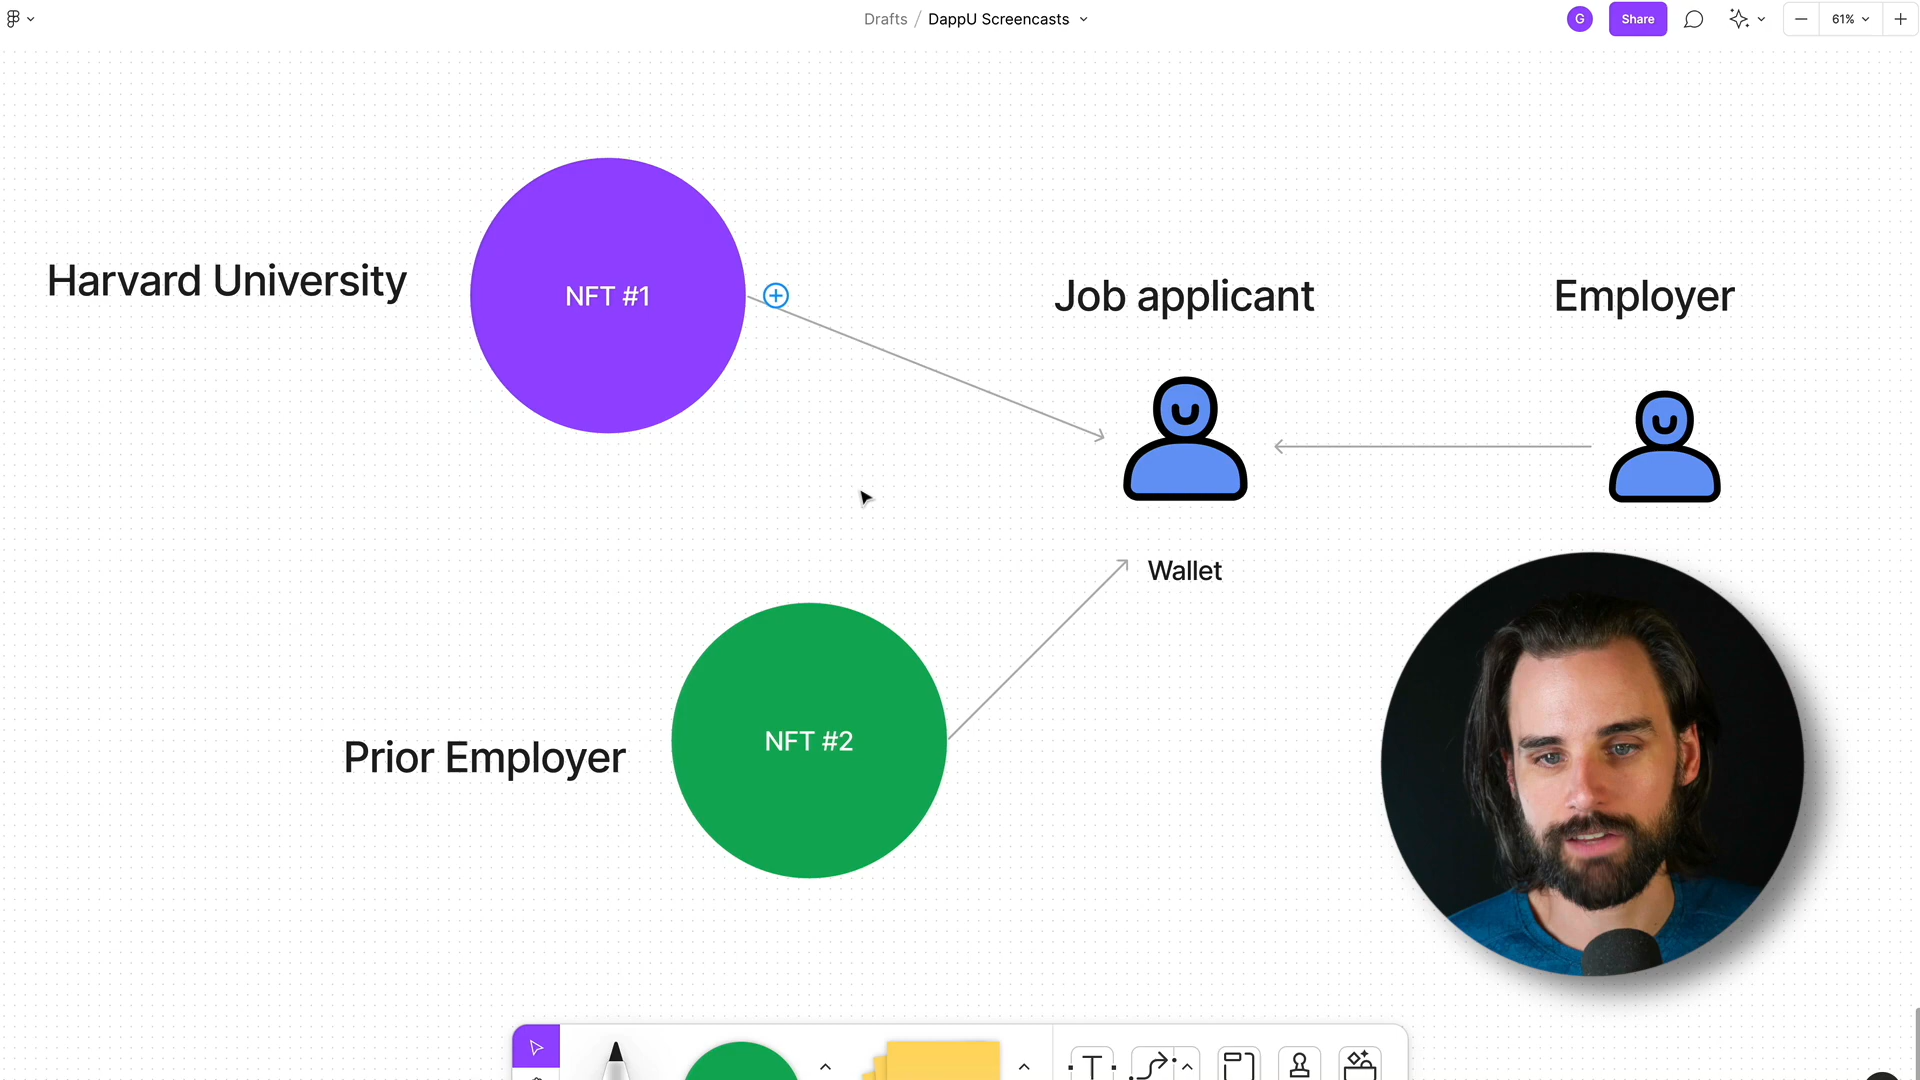 Drafts / DappU Screencasts
G
Share
61%
Harvard University
NFT #1
Job applicant
Employer
Wallet
Prior Employer
NFT #2
T